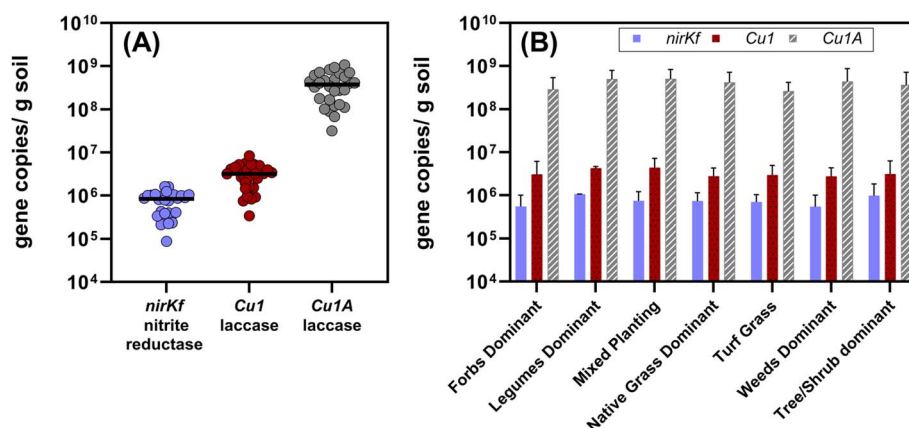 (A)
gene copies/ g soil
10^10
10^9
10^8
10^7
10^6
10^5
10^4
nirKf
nitrite
reductase
Cu1
laccase
Cu1A
laccase
(B)
nirKf Cu1 Cu1A
gene copies/ g soil
10^10
10^9
10^8
10^7
10^6
10^5
10^4
Forbs Dominant
Legumes Dominant
Mixed Planting
Native Grass Dominant
Turf Grass
Weeds Dominant
Tree/Shrub dominant